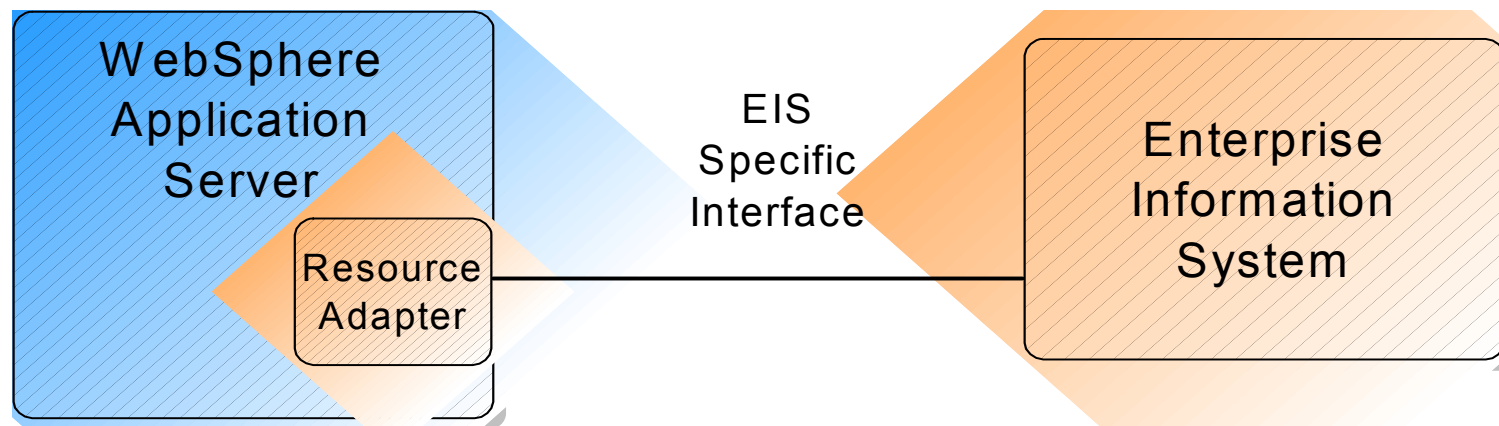 WebSphere
Application
Server
Resource
Adapter
EIS
Specific
Interface
Enterprise
Information
System